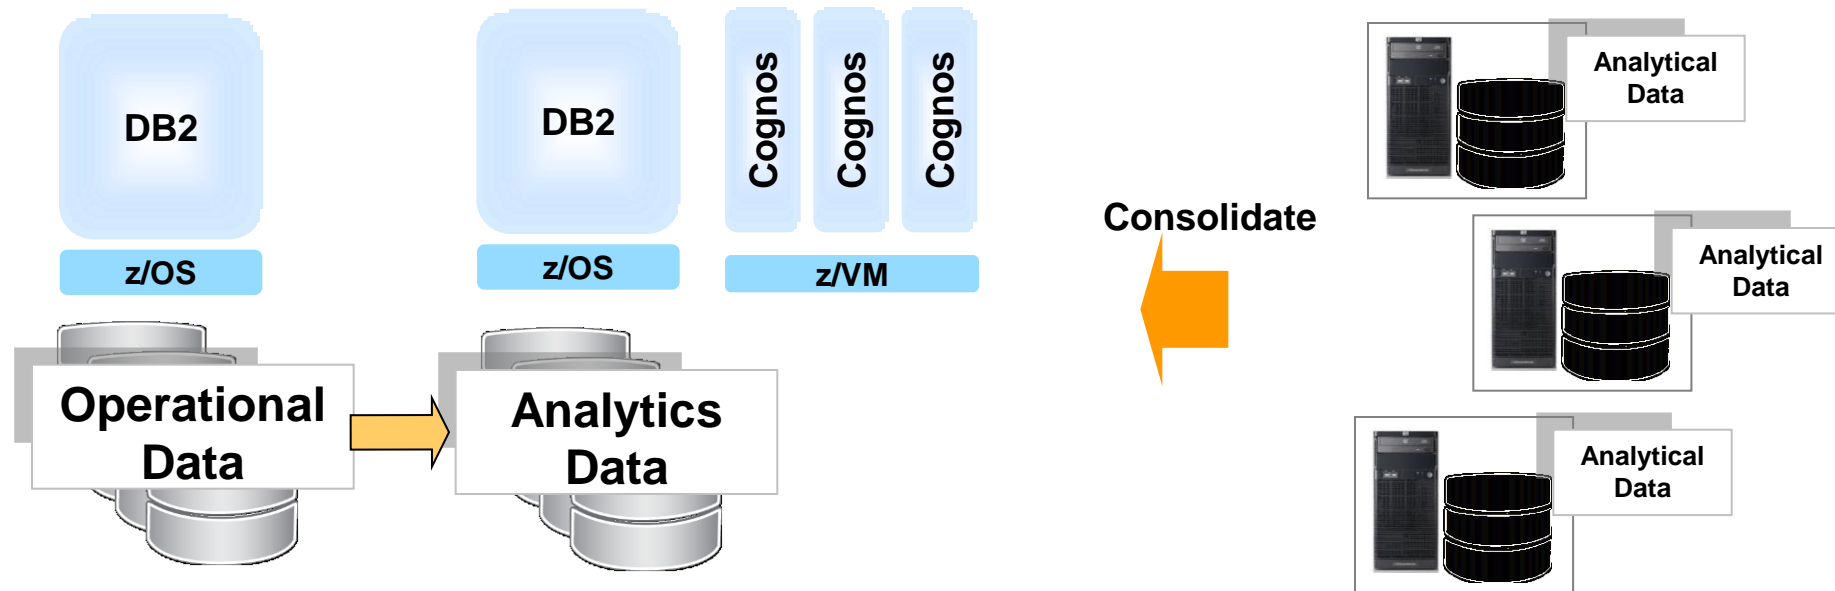 DB2
z/OS
Operational
Data
DB2
z/OS
Cognos
Cognos
Cognos
z/VM
Analytics
Data
Consolidate
Analytical
Data
Analytical
Data
Analytical
Data